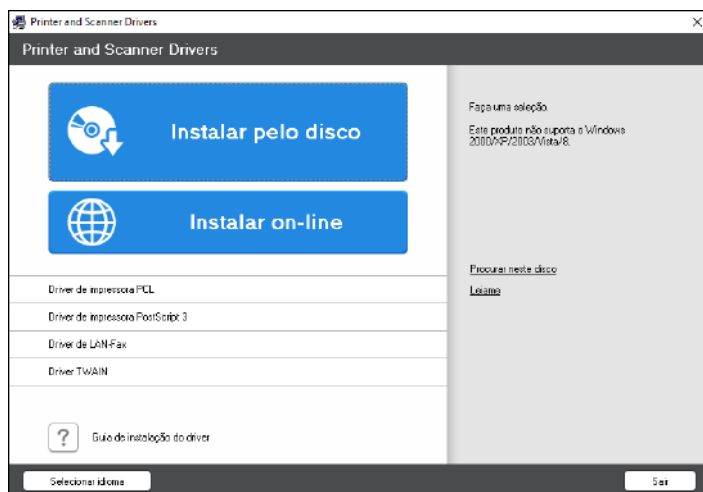 Printer and Scanner Drivers
Printer and Scanner Drivers
Instalar pelo disco
Instalar on-line
Driver de impressora PCL
Driver de impressora PostScript 3
Driver de LAN-Fax
Driver TWAIN
? Guia de instalação do driver
Faça uma seleção.
Este produto não suporta o Windows
2000/XP/2003/Vista/8.
Procurar neste disco
Leiame
Selecionar idioma
Sair